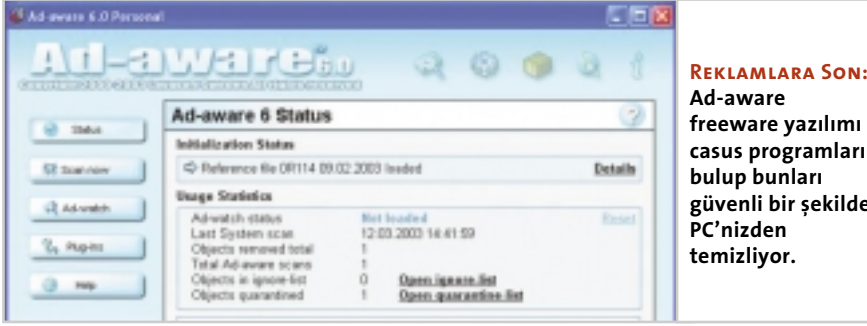 Ad-aware 6.0 Personal
Ad-aware 6.0
Ad-aware 6 Status
Status
Initialization Status
Scan now
Reference file 09.02.2003 loaded Details
Usage Statistics
Ad-watch
Ad-watch status Not loaded Reset
Last System scan 12.03.2003 14:41:59
Objects removed total 1
Plug-ins
Total Ad-aware scans 1
Objects in ignore-list 0 Open ignore list
Help
Objects quarantined 1 Open quarantine list
REKLAMLARA SON:
Ad-aware
freeware yazılımı
casus programları
bulup bunları
güvenli bir şekilde
PC'nizden
temizliyor.